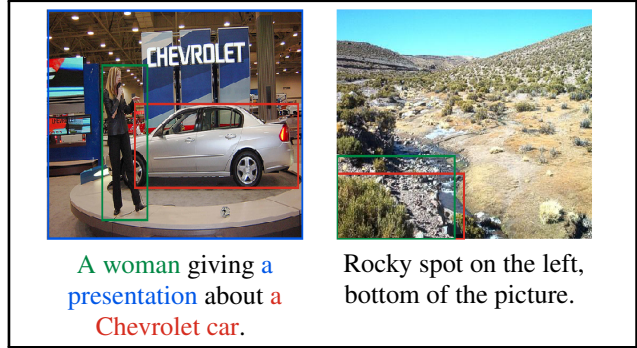 CHEVROLET
A woman giving a
presentation about a
Chevrolet car.
Rocky spot on the left,
bottom of the picture.